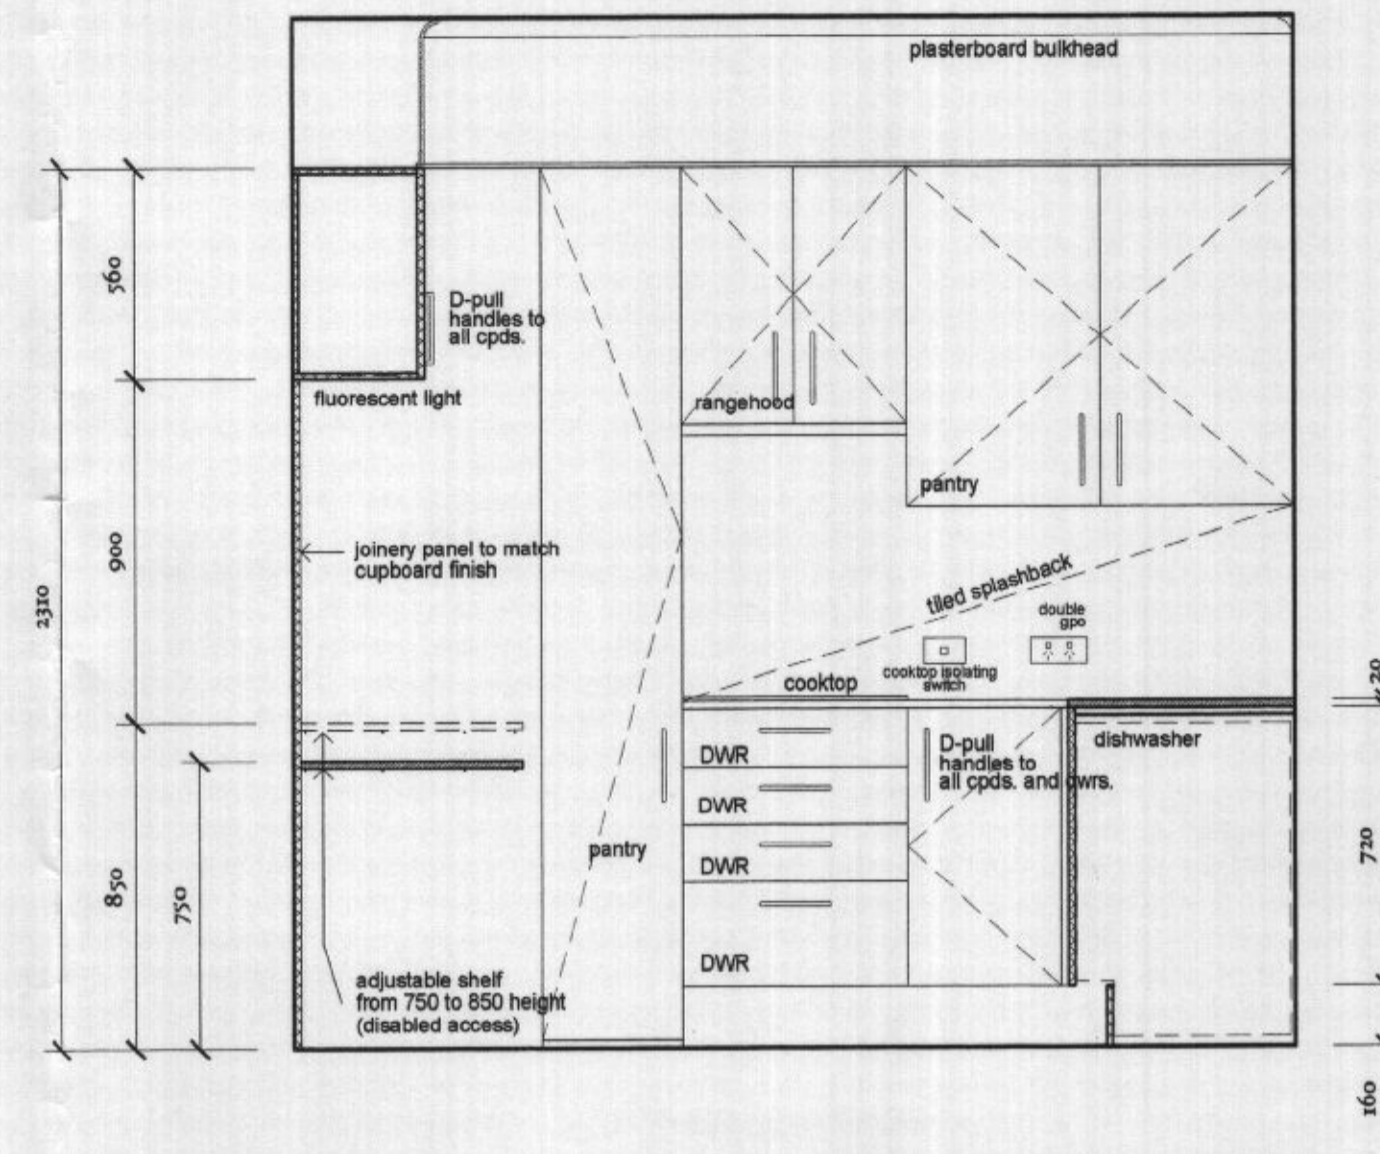 plasterboard bulkhead
560
D-pull
handles to
all cpds.
fluorescent light
rangehood
pantry
900
joinery panel to match
cupboard finish
2310
tiled splashback
double
gpo
cooktop isolating
switch
cooktop
20
D-pull
handles to
all cpds. and dwrs.
dishwasher
DWR
DWR
DWR
DWR
pantry
850
750
720
adjustable shelf
from 750 to 850 height
(disabled access)
160